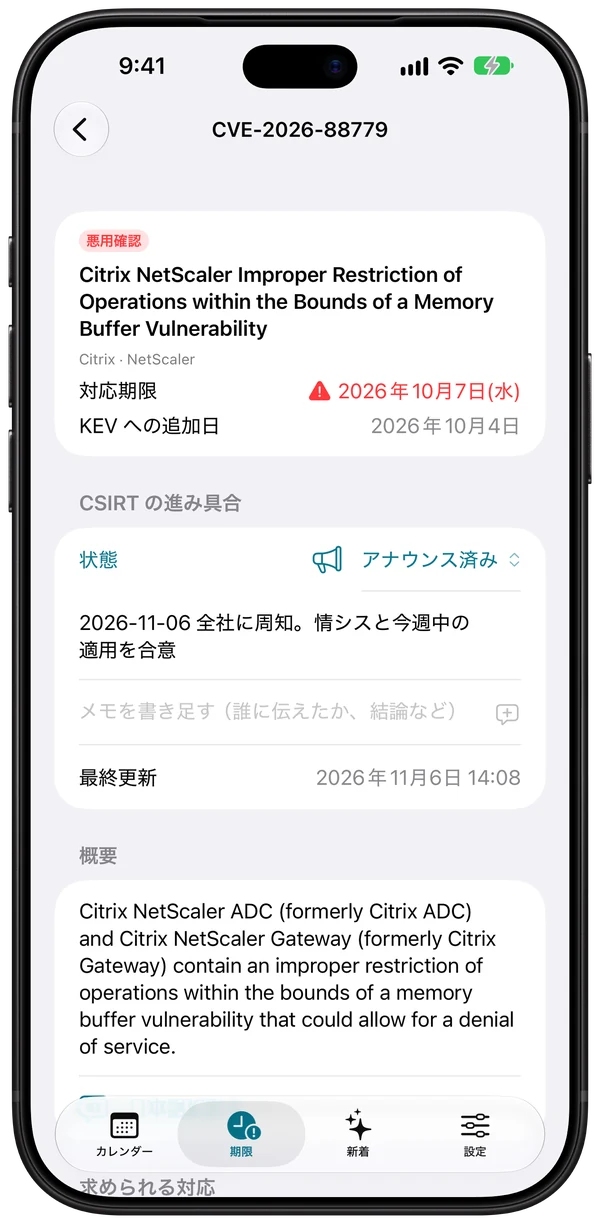 9:41
CVE-2026-88779
悪用確認
Citrix NetScaler Improper Restriction of
Operations within the Bounds of a Memory
Buffer Vulnerability
Citrix · NetScaler
対応期限 2026年10月7日(水)
KEV への追加日 2026年10月4日
CSIRT の進み具合
状態 アナウンス済み
2026-11-06 全社に周知。情シスと今週中の
適用を合意
メモを書き足す（誰に伝えたか、結論など）
最終更新 2026年11月6日 14:08
概要
Citrix NetScaler ADC (formerly Citrix ADC)
and Citrix NetScaler Gateway (formerly Citrix
Gateway) contain an improper restriction of
operations within the bounds of a memory
buffer vulnerability that could allow for a denial
of service.
カレンダー 期限 新着 設定
求められる対応